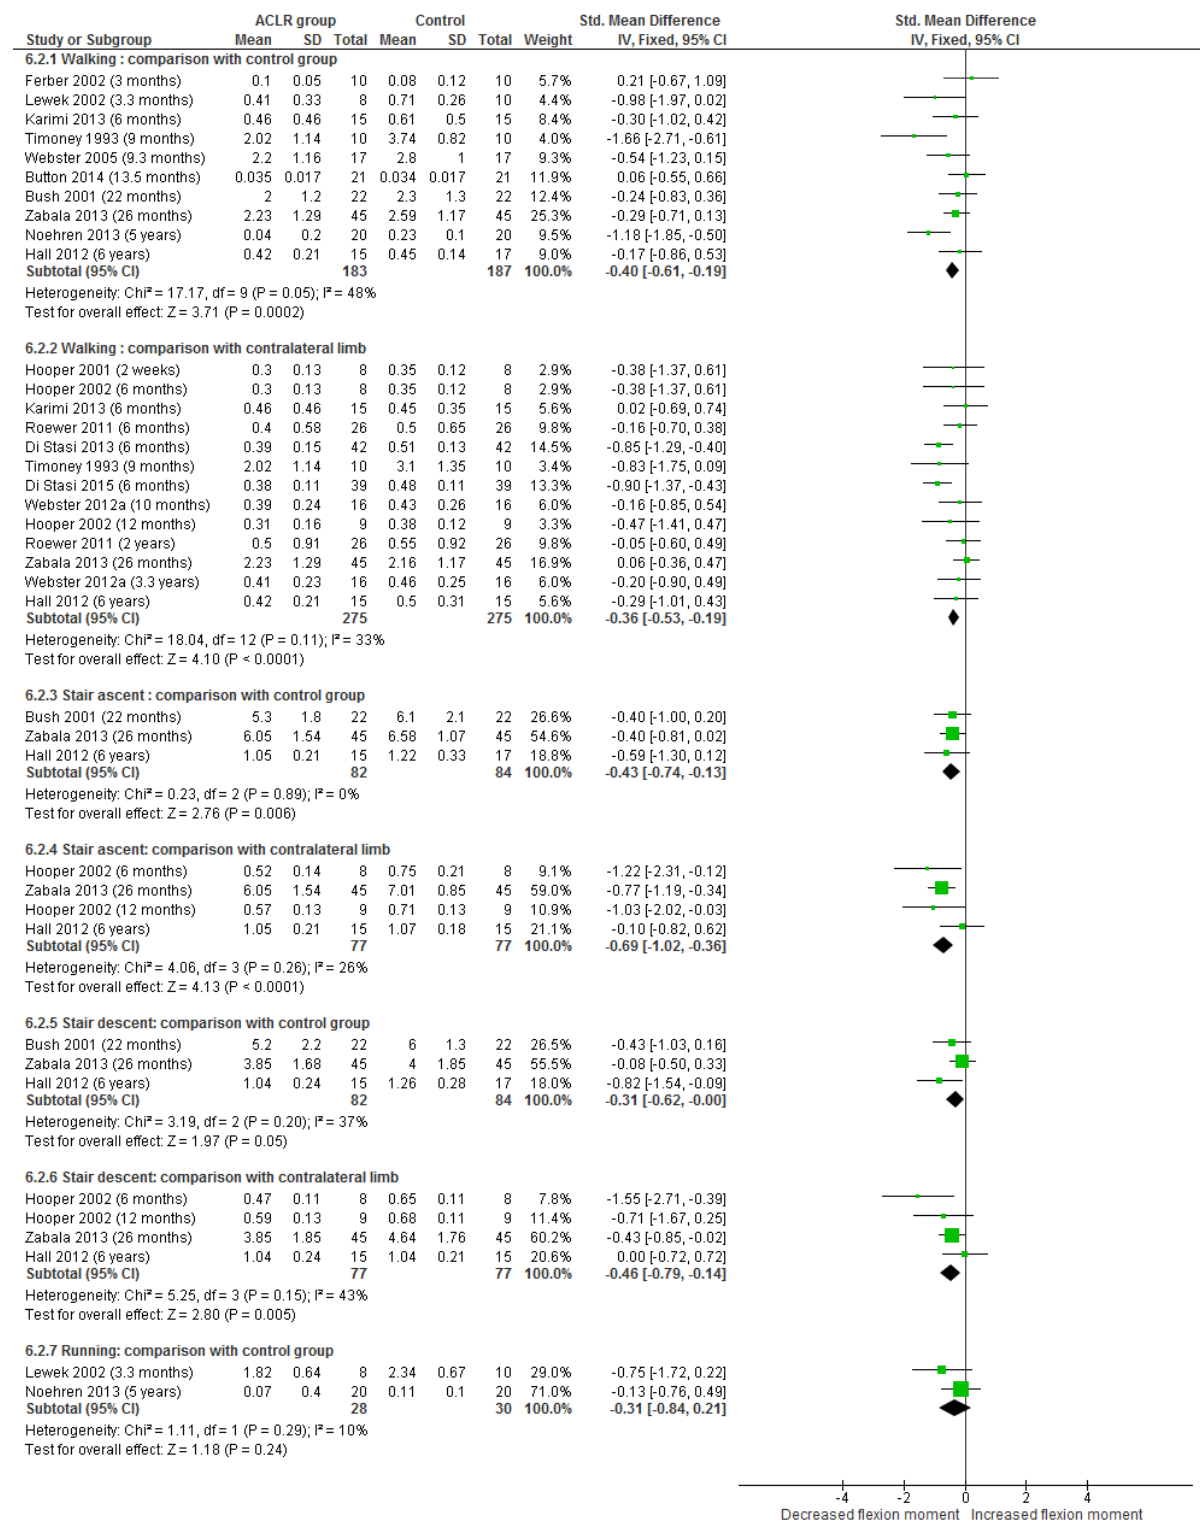 ACLR group Control Std. Mean Difference Std. Mean Difference
Study or Subgroup Mean SD Total Mean SD Total Weight IV, Fixed, 95% CI IV, Fixed, 95% CI
6.2.1 Walking : comparison with control group
Ferber 2002 (3 months) 0.1 0.05 10 0.08 0.12 10 5.7% 0.21 [-0.67, 1.09]
Lewek 2002 (3.3 months) 0.41 0.33 8 0.71 0.26 10 4.4% -0.98 [-1.97, 0.02]
Karimi 2013 (6 months) 0.46 0.46 15 0.61 0.5 15 8.4% -0.30 [-1.02, 0.42]
Timoney 1993 (9 months) 2.02 1.14 10 3.74 0.82 10 4.0% -1.66 [-2.71, -0.61]
Webster 2005 (9.3 months) 2.2 1.16 17 2.8 1 17 9.3% -0.54 [-1.23, 0.15]
Button 2014 (13.5 months) 0.035 0.017 21 0.034 0.017 21 11.9% 0.06 [-0.55, 0.66]
Bush 2001 (22 months) 2 1.2 22 2.3 1.3 22 12.4% -0.24 [-0.83, 0.36]
Zabala 2013 (26 months) 2.23 1.29 45 2.59 1.17 45 25.3% -0.29 [-0.71, 0.13]
Noehren 2013 (5 years) 0.04 0.2 20 0.23 0.1 20 9.5% -1.18 [-1.85, -0.50]
Hall 2012 (6 years) 0.42 0.21 15 0.45 0.14 17 9.0% -0.17 [-0.86, 0.53]
Subtotal (95% CI) 183 187 100.0% -0.40 [-0.61, -0.19]
Heterogeneity: Chi² = 17.17, df = 9 (P = 0.05); I² = 48%
Test for overall effect: Z = 3.71 (P = 0.0002)
6.2.2 Walking : comparison with contralateral limb
Hooper 2001 (2 weeks) 0.3 0.13 8 0.35 0.12 8 2.9% -0.38 [-1.37, 0.61]
Hooper 2002 (6 months) 0.3 0.13 8 0.35 0.12 8 2.9% -0.38 [-1.37, 0.61]
Karimi 2013 (6 months) 0.46 0.46 15 0.45 0.35 15 5.6% 0.02 [-0.69, 0.74]
Roewer 2011 (6 months) 0.4 0.58 26 0.5 0.65 26 9.8% -0.16 [-0.70, 0.38]
Di Stasi 2013 (6 months) 0.39 0.15 42 0.51 0.13 42 14.5% -0.85 [-1.29, -0.40]
Timoney 1993 (9 months) 2.02 1.14 10 3.1 1.35 10 3.4% -0.83 [-1.75, 0.09]
Di Stasi 2015 (6 months) 0.38 0.11 39 0.48 0.11 39 13.3% -0.90 [-1.37, -0.43]
Webster 2012a (10 months) 0.39 0.24 16 0.43 0.26 16 6.0% -0.16 [-0.85, 0.54]
Hooper 2002 (12 months) 0.31 0.16 9 0.38 0.12 9 3.3% -0.47 [-1.41, 0.47]
Roewer 2011 (2 years) 0.5 0.91 26 0.55 0.92 26 9.8% -0.05 [-0.60, 0.49]
Zabala 2013 (26 months) 2.23 1.29 45 2.16 1.17 45 16.9% 0.06 [-0.36, 0.47]
Webster 2012a (3.3 years) 0.41 0.23 16 0.46 0.25 16 6.0% -0.20 [-0.90, 0.49]
Hall 2012 (6 years) 0.42 0.21 15 0.5 0.31 15 5.6% -0.29 [-1.01, 0.43]
Subtotal (95% CI) 275 275 100.0% -0.36 [-0.53, -0.19]
Heterogeneity: Chi² = 18.04, df = 12 (P = 0.11); I² = 33%
Test for overall effect: Z = 4.10 (P < 0.0001)
6.2.3 Stair ascent : comparison with control group
Bush 2001 (22 months) 5.3 1.8 22 6.1 2.1 22 26.6% -0.40 [-1.00, 0.20]
Zabala 2013 (26 months) 6.05 1.54 45 6.58 1.07 45 54.6% -0.40 [-0.81, 0.02]
Hall 2012 (6 years) 1.05 0.21 15 1.22 0.33 17 18.8% -0.59 [-1.30, 0.12]
Subtotal (95% CI) 82 84 100.0% -0.43 [-0.74, -0.13]
Heterogeneity: Chi² = 0.23, df = 2 (P = 0.89); I² = 0%
Test for overall effect: Z = 2.76 (P = 0.006)
6.2.4 Stair ascent: comparison with contralateral limb
Hooper 2002 (6 months) 0.52 0.14 8 0.75 0.21 8 9.1% -1.22 [-2.31, -0.12]
Zabala 2013 (26 months) 6.05 1.54 45 7.01 0.85 45 59.0% -0.77 [-1.19, -0.34]
Hooper 2002 (12 months) 0.57 0.13 9 0.71 0.13 9 10.9% -1.03 [-2.02, -0.03]
Hall 2012 (6 years) 1.05 0.21 15 1.07 0.18 15 21.1% -0.10 [-0.82, 0.62]
Subtotal (95% CI) 77 77 100.0% -0.69 [-1.02, -0.36]
Heterogeneity: Chi² = 4.06, df = 3 (P = 0.26); I² = 26%
Test for overall effect: Z = 4.13 (P < 0.0001)
6.2.5 Stair descent: comparison with control group
Bush 2001 (22 months) 5.2 2.2 22 6 1.3 22 26.5% -0.43 [-1.03, 0.16]
Zabala 2013 (26 months) 3.85 1.68 45 4 1.85 45 55.5% -0.08 [-0.50, 0.33]
Hall 2012 (6 years) 1.04 0.24 15 1.26 0.28 17 18.0% -0.82 [-1.54, -0.09]
Subtotal (95% CI) 82 84 100.0% -0.31 [-0.62, -0.00]
Heterogeneity: Chi² = 3.19, df = 2 (P = 0.20); I² = 37%
Test for overall effect: Z = 1.97 (P = 0.05)
6.2.6 Stair descent: comparison with contralateral limb
Hooper 2002 (6 months) 0.47 0.11 8 0.65 0.11 8 7.8% -1.55 [-2.71, -0.39]
Hooper 2002 (12 months) 0.59 0.13 9 0.68 0.11 9 11.4% -0.71 [-1.67, 0.25]
Zabala 2013 (26 months) 3.85 1.85 45 4.64 1.76 45 60.2% -0.43 [-0.85, -0.02]
Hall 2012 (6 years) 1.04 0.24 15 1.04 0.21 15 20.6% 0.00 [-0.72, 0.72]
Subtotal (95% CI) 77 77 100.0% -0.46 [-0.79, -0.14]
Heterogeneity: Chi² = 5.25, df = 3 (P = 0.15); I² = 43%
Test for overall effect: Z = 2.80 (P = 0.005)
6.2.7 Running: comparison with control group
Lewek 2002 (3.3 months) 1.82 0.64 8 2.34 0.67 10 29.0% -0.75 [-1.72, 0.22]
Noehren 2013 (5 years) 0.07 0.4 20 0.11 0.1 20 71.0% -0.13 [-0.76, 0.49]
Subtotal (95% CI) 28 30 100.0% -0.31 [-0.84, 0.21]
Heterogeneity: Chi² = 1.11, df = 1 (P = 0.29); I² = 10%
Test for overall effect: Z = 1.18 (P = 0.24)
-4 -2 0 2 4
Decreased flexion moment Increased flexion moment